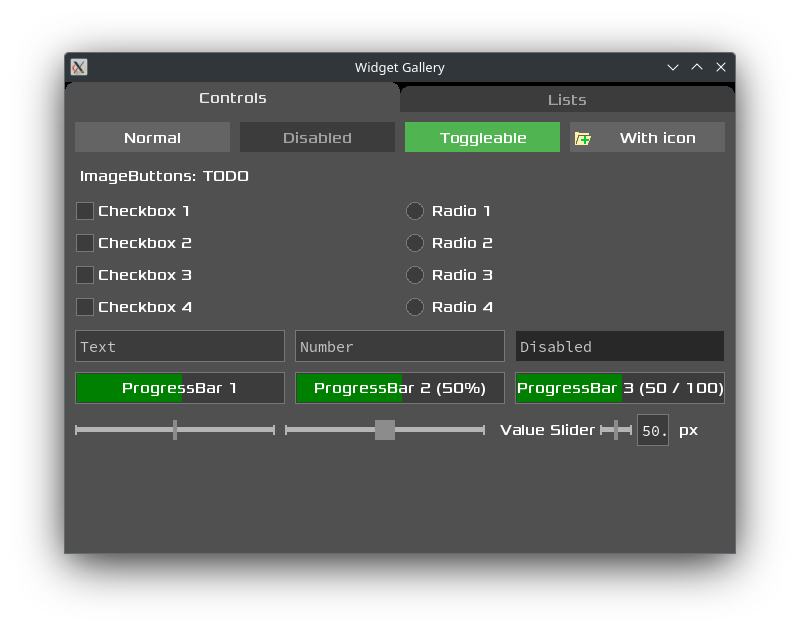 Widget Gallery
Controls Lists
Normal Disabled Toggleable With icon
ImageButtons: TODO
Checkbox 1 Radio 1
Checkbox 2 Radio 2
Checkbox 3 Radio 3
Checkbox 4 Radio 4
Text Number Disabled
ProgressBar 1 ProgressBar 2 (50%) ProgressBar 3 (50 / 100)
Value Slider 50. px